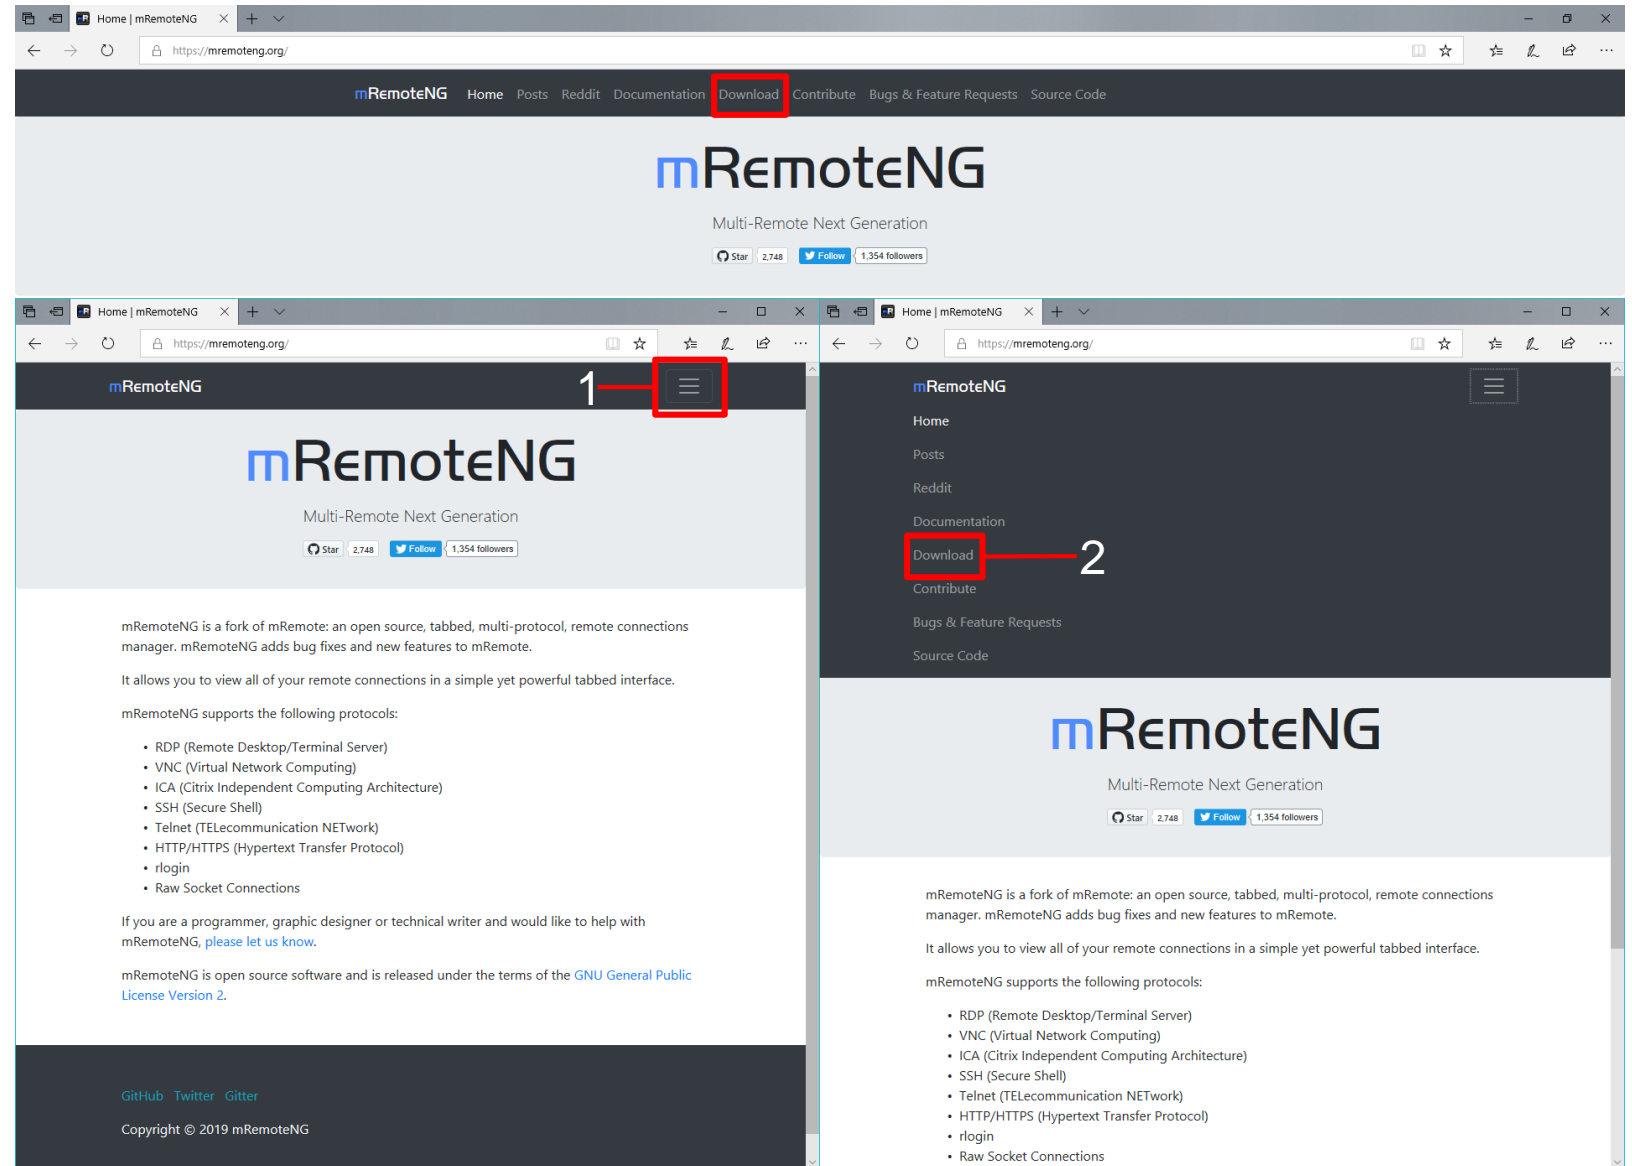 Home | mRemoteNG
https://mremoteng.org/
mRemoteNG Home Posts Reddit Documentation Download Contribute Bugs & Feature Requests Source Code
mRemoteNG
Multi-Remote Next Generation
Star 2,748 Follow 1,354 followers
Home | mRemoteNG
https://mremoteng.org/
mRemoteNG
1
mRemoteNG
Multi-Remote Next Generation
Star 2,748 Follow 1,354 followers
mRemoteNG is a fork of mRemote: an open source, tabbed, multi-protocol, remote connections
manager. mRemoteNG adds bug fixes and new features to mRemote.
It allows you to view all of your remote connections in a simple yet powerful tabbed interface.
mRemoteNG supports the following protocols:
• RDP (Remote Desktop/Terminal Server)
• VNC (Virtual Network Computing)
• ICA (Citrix Independent Computing Architecture)
• SSH (Secure Shell)
• Telnet (TELecommunication NETwork)
• HTTP/HTTPS (Hypertext Transfer Protocol)
• rlogin
• Raw Socket Connections
If you are a programmer, graphic designer or technical writer and would like to help with
mRemoteNG, please let us know.
mRemoteNG is open source software and is released under the terms of the GNU General Public
License Version 2.
GitHub Twitter Gitter
Copyright © 2019 mRemoteNG
Home | mRemoteNG
https://mremoteng.org/
mRemoteNG
Home
Posts
Reddit
Documentation
Download
2
Contribute
Bugs & Feature Requests
Source Code
mRemoteNG
Multi-Remote Next Generation
Star 2,748 Follow 1,354 followers
mRemoteNG is a fork of mRemote: an open source, tabbed, multi-protocol, remote connections
manager. mRemoteNG adds bug fixes and new features to mRemote.
It allows you to view all of your remote connections in a simple yet powerful tabbed interface.
mRemoteNG supports the following protocols:
• RDP (Remote Desktop/Terminal Server)
• VNC (Virtual Network Computing)
• ICA (Citrix Independent Computing Architecture)
• SSH (Secure Shell)
• Telnet (TELecommunication NETwork)
• HTTP/HTTPS (Hypertext Transfer Protocol)
• rlogin
• Raw Socket Connections